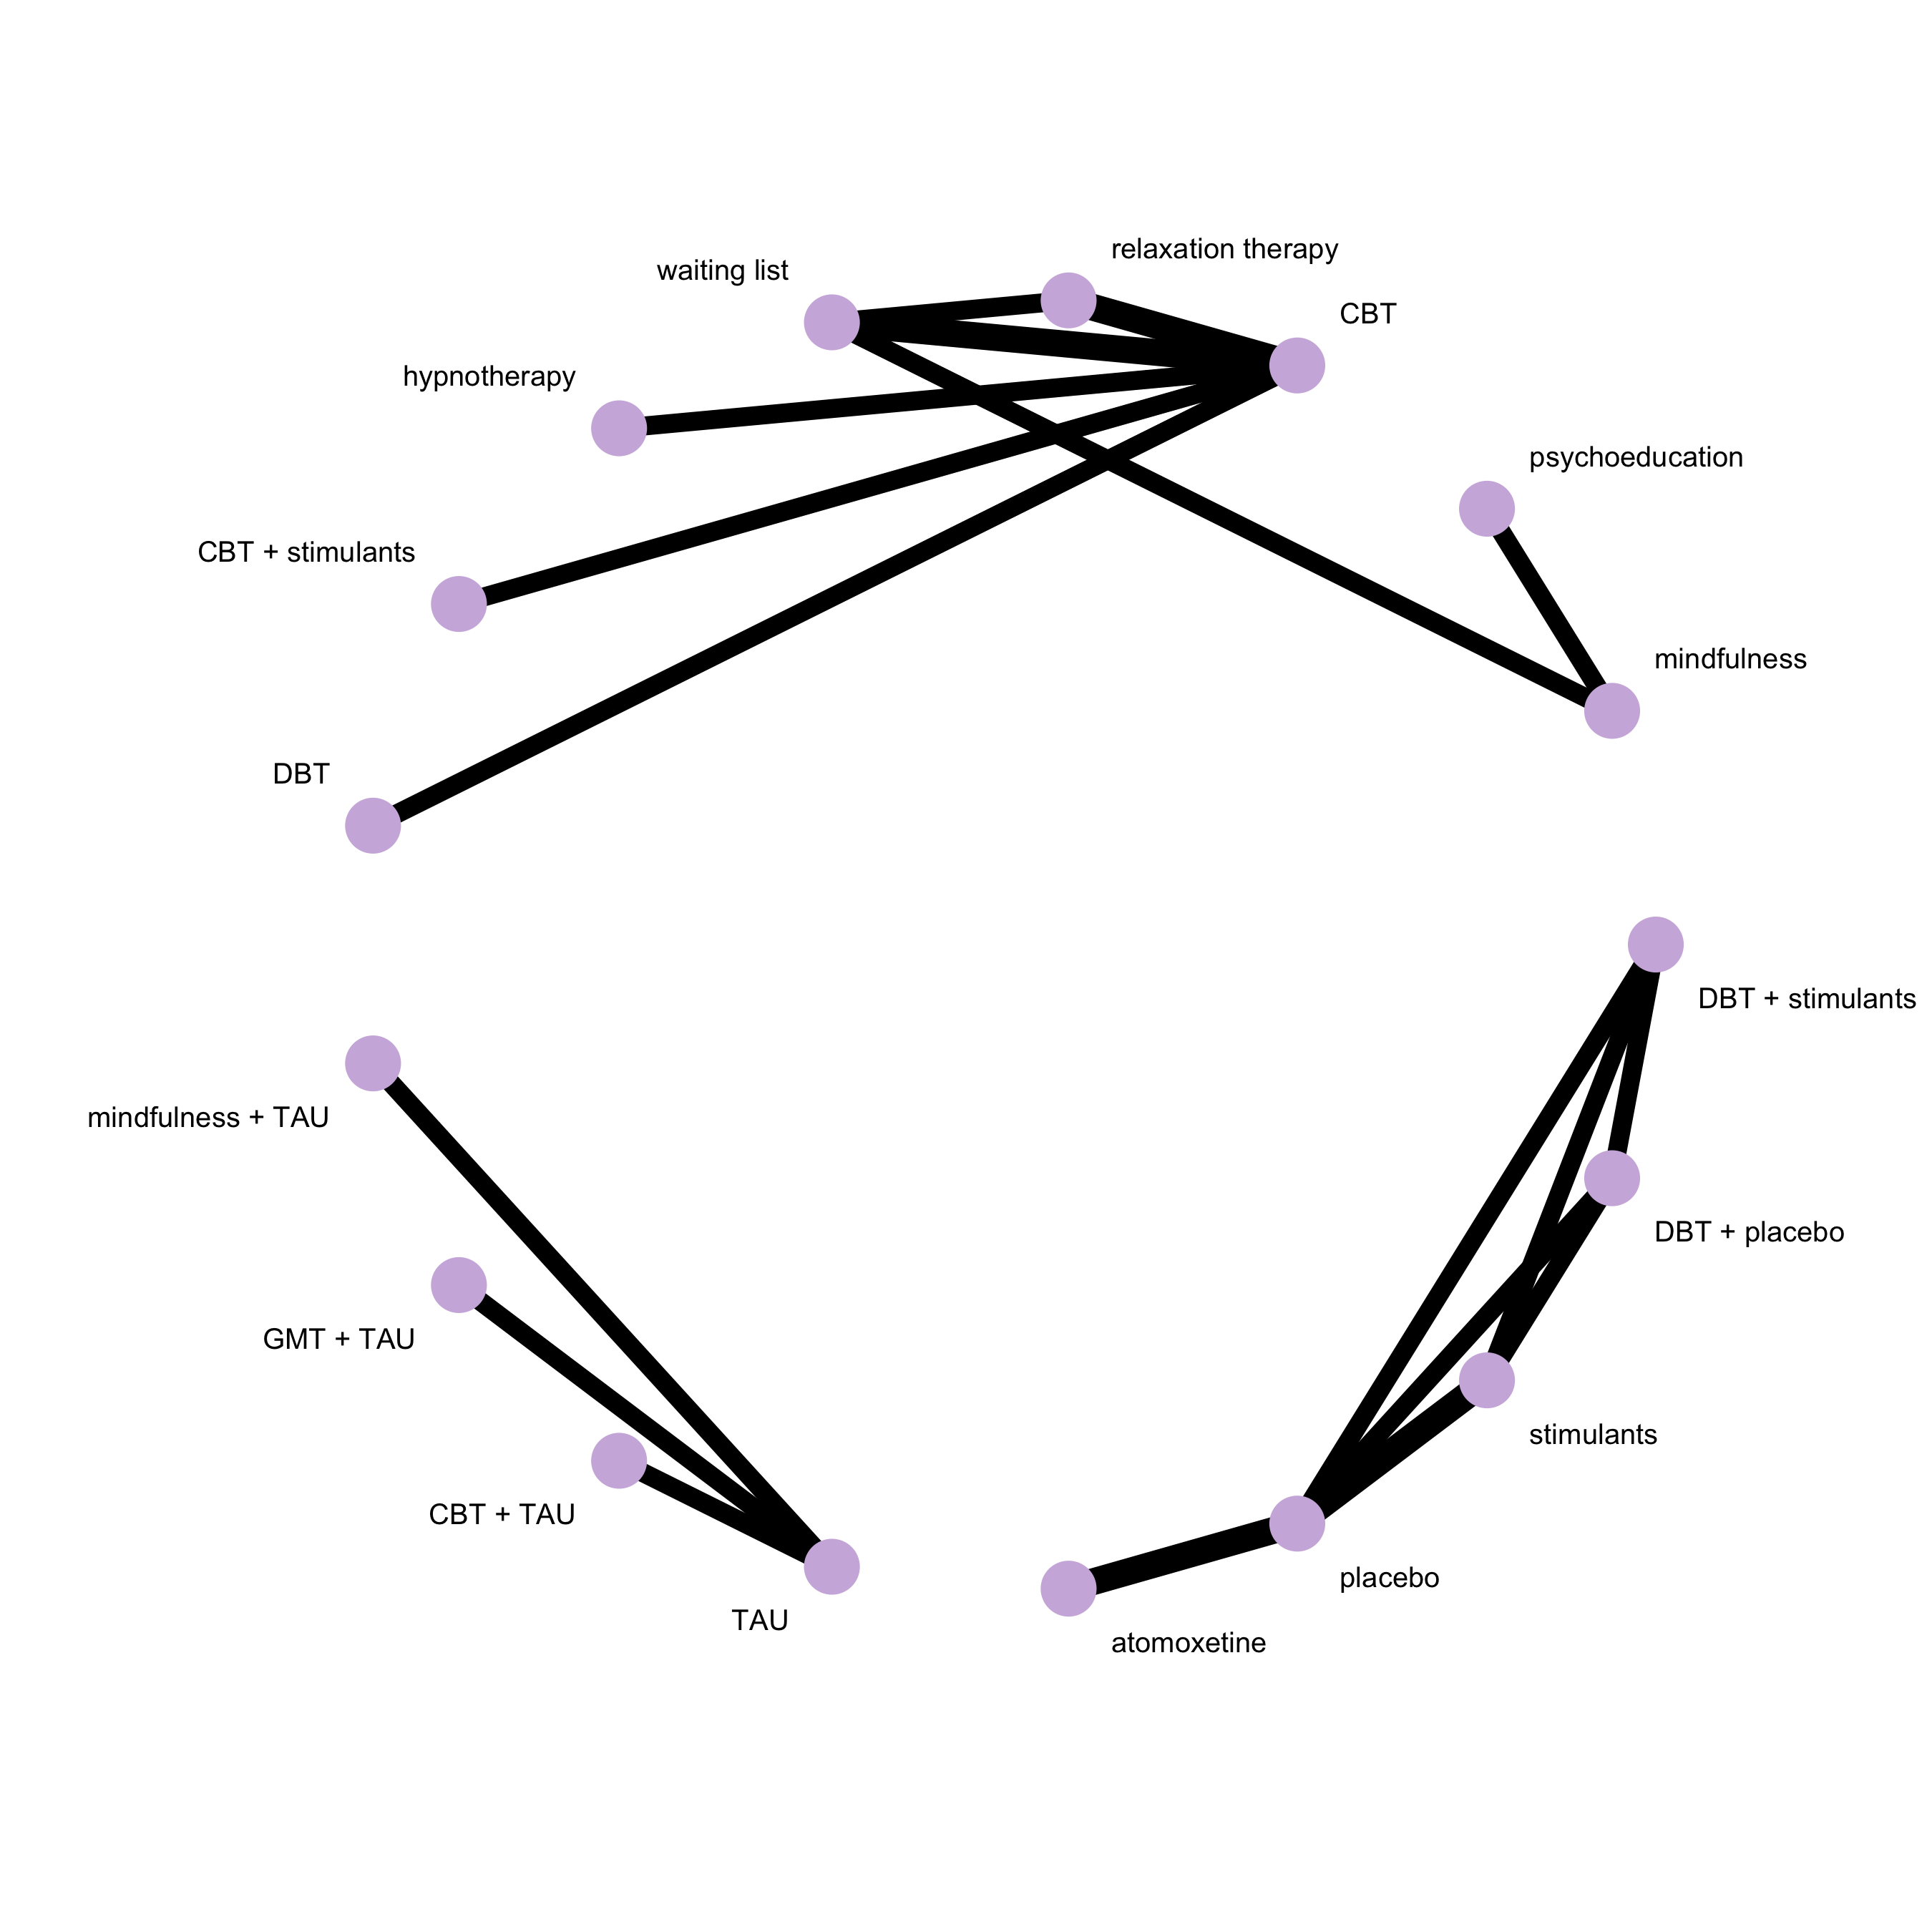 relaxation therapy
waiting list
CBT
hypnotherapy
psychoeducation
CBT + stimulants
mindfulness
DBT
DBT + stimulants
mindfulness + TAU
DBT + placebo
GMT + TAU
stimulants
CBT + TAU
placebo
TAU
atomoxetine